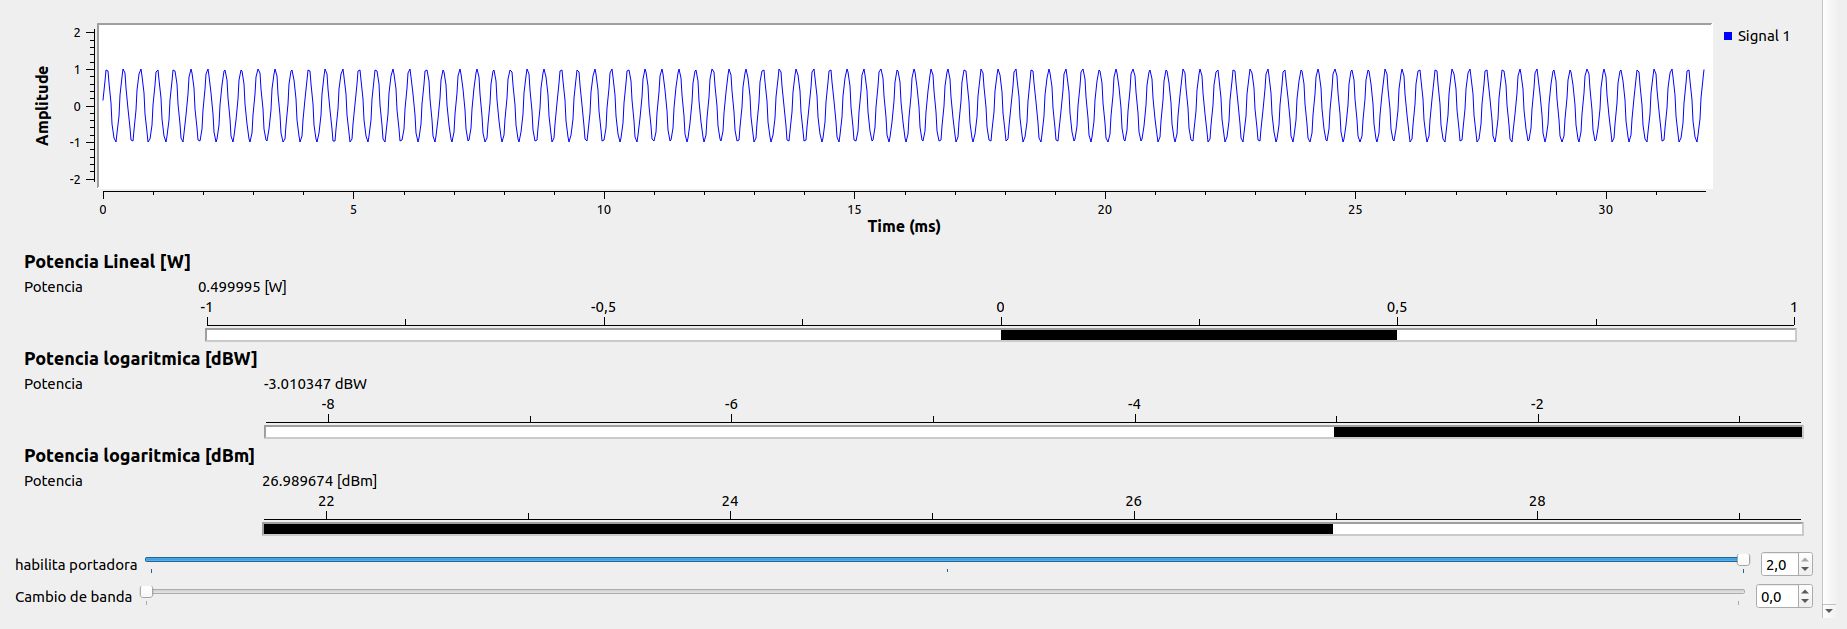 2
1
0
-1
-2
Amplitude
Signal 1
0 5 10 15 20 25 30
Time (ms)
Potencia Lineal [W]
Potencia 0.499995 [W]
-1 -0,5 0 0,5 1
Potencia logaritmica [dBW]
Potencia -3.010347 dBW
-8 -6 -4 -2
Potencia logaritmica [dBm]
Potencia 26.989674 [dBm]
22 24 26 28
habilita portadora 2,0
Cambio de banda 0,0